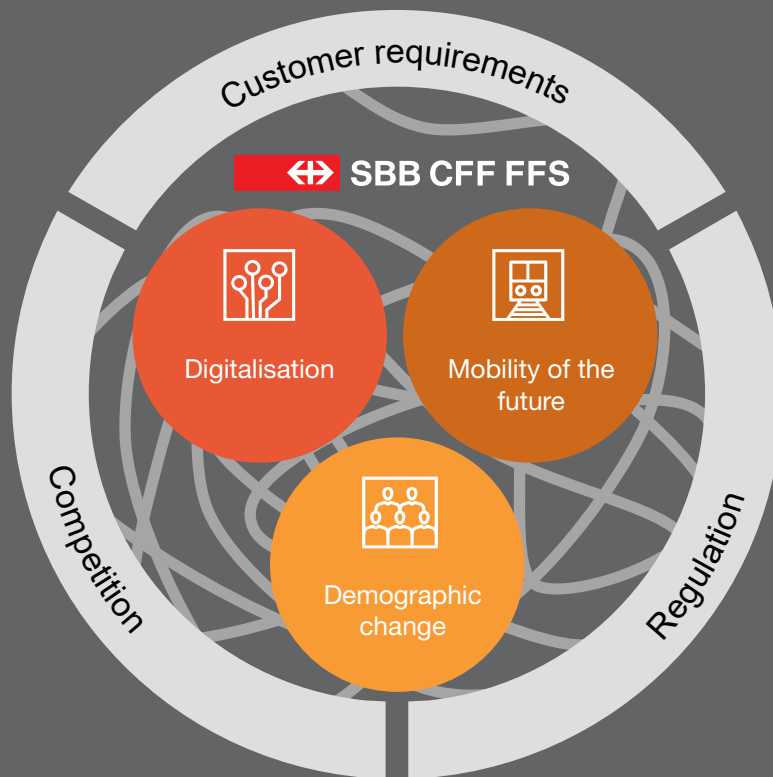 Customer requirements
SBB CFF FFS
Digitalisation
Mobility of the
future
Demographic
change
Competition
Regulation